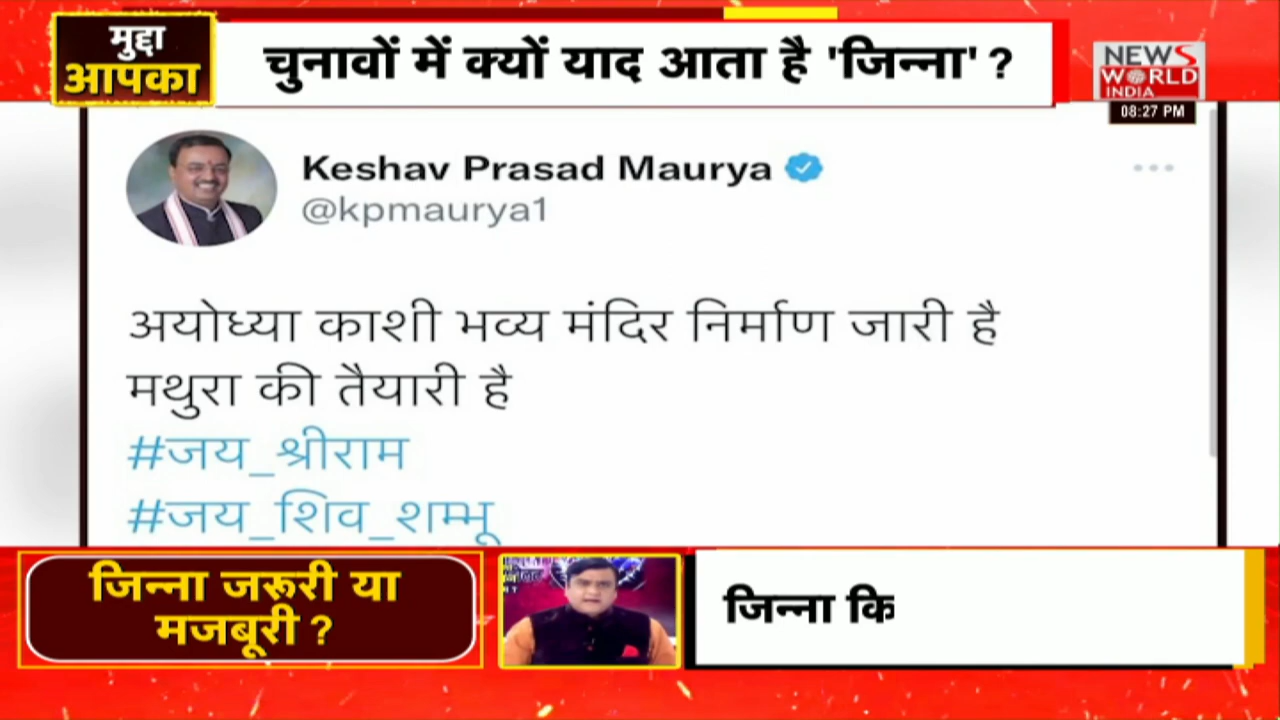 मुद्दा
आपका
चुनावों में क्यों याद आता है 'जिन्ना' ?
NEWS
WORLD
INDIA
08:27 PM
Keshav Prasad Maurya
@kpmaurya1
अयोध्या काशी भव्य मंदिर निर्माण जारी है
मथुरा की तैयारी है
#जय_श्रीराम
#जय_शिव_शम्भू
जिन्ना जरूरी या
मजबूरी ?
जिन्ना कि